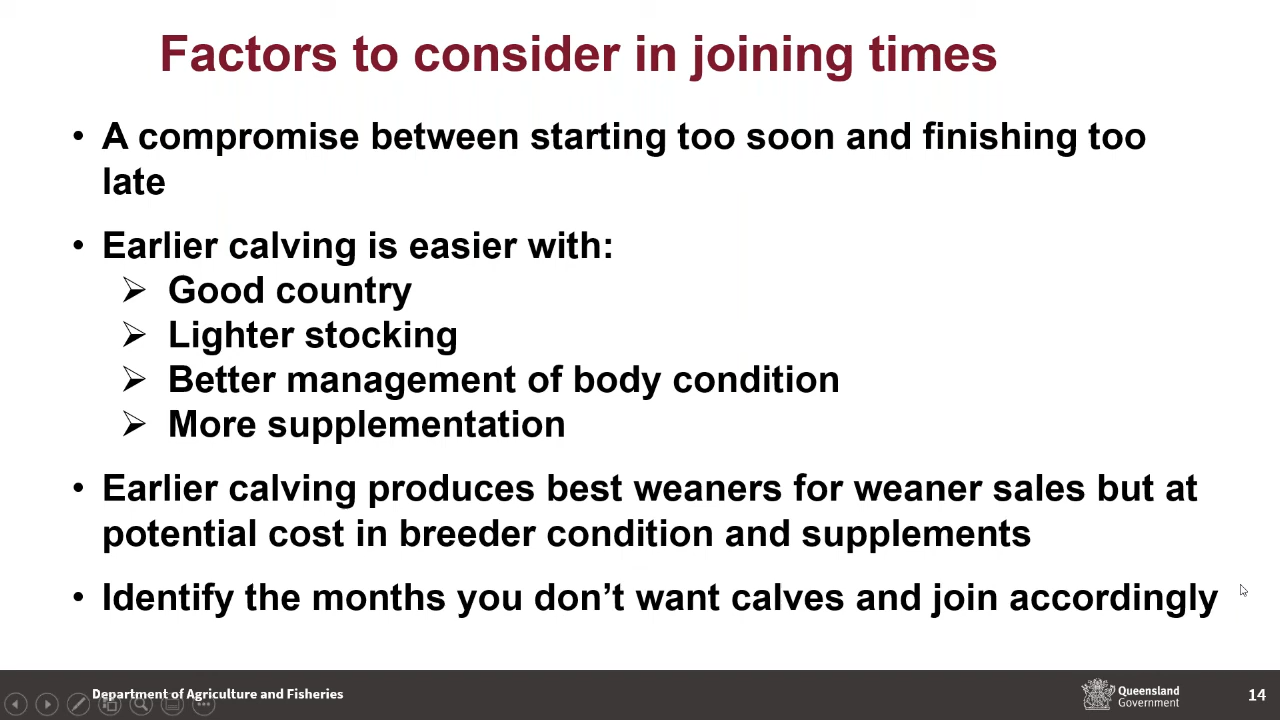 Factors to consider in joining times
• A compromise between starting too soon and finishing too
late
• Earlier calving is easier with:
➢ Good country
➢ Lighter stocking
➢ Better management of body condition
➢ More supplementation
• Earlier calving produces best weaners for weaner sales but at
potential cost in breeder condition and supplements
• Identify the months you don’t want calves and join accordingly
Department of Agriculture and Fisheries
Queensland
Government
14